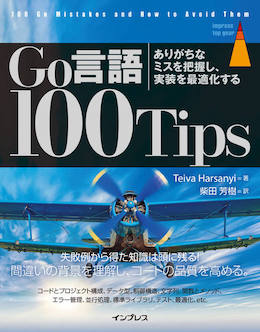 100 Go Mistakes and How to Avoid Them
impress
top gear
Go言語
ありがちな
ミスを把握し、
実装を最適化する
100Tips
Teiva Harsanyi=著
柴田 芳樹=訳
失敗例から得た知識は頭に残る!
間違いの背景を理解し、コードの品質を高める。
コードとプロジェクト構成、データ型、制御構造、文字列、関数とメソッド、
エラー管理、並行処理、標準ライブラリ、テスト、最適化、etc.
インプレス